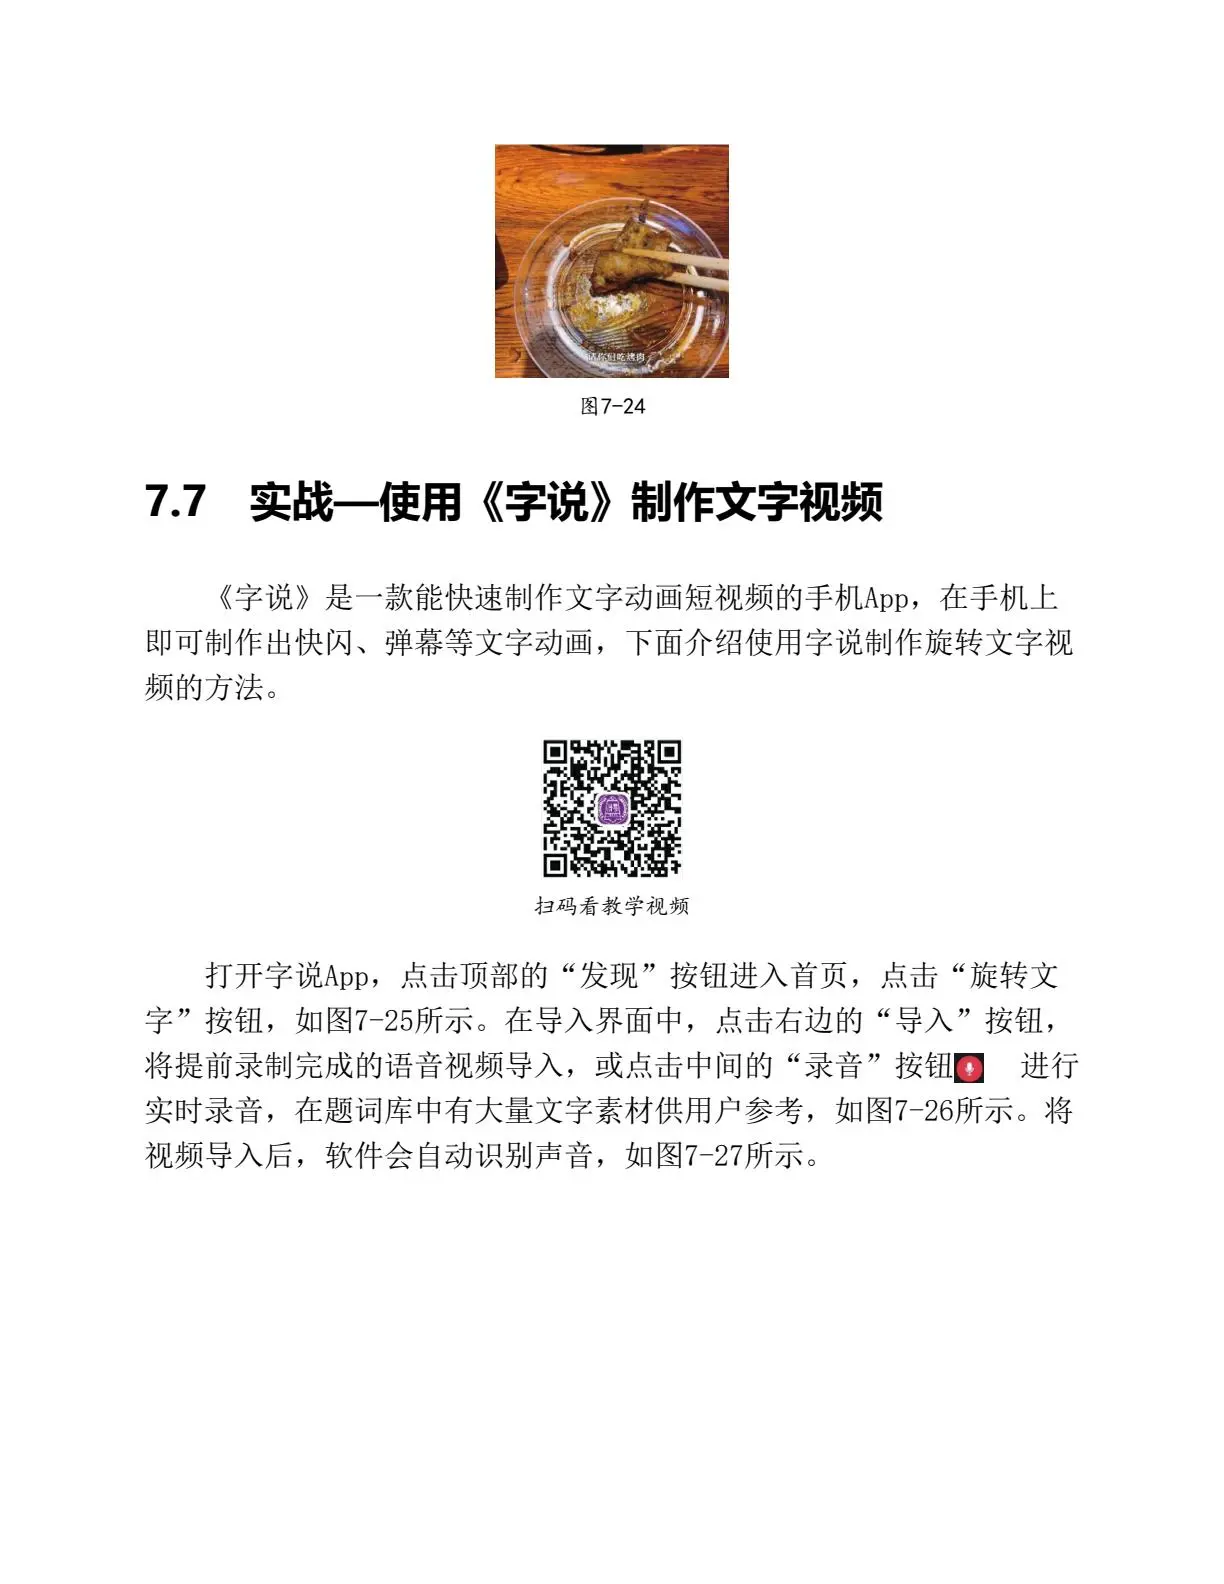 请你们吃烤肉
图7-24
7.7 实战—使用《字说》制作文字视频
《字说》是一款能快速制作文字动画短视频的手机App，在手机上
即可制作出快闪、弹幕等文字动画，下面介绍使用字说制作旋转文字视
频的方法。
扫码看教学视频
打开字说App，点击顶部的“发现”按钮进入首页，点击“旋转文
字”按钮，如图7-25所示。在导入界面中，点击右边的“导入”按钮，
将提前录制完成的语音视频导入，或点击中间的“录音”按钮 进行
实时录音，在题词库中有大量文字素材供用户参考，如图7-26所示。将
视频导入后，软件会自动识别声音，如图7-27所示。